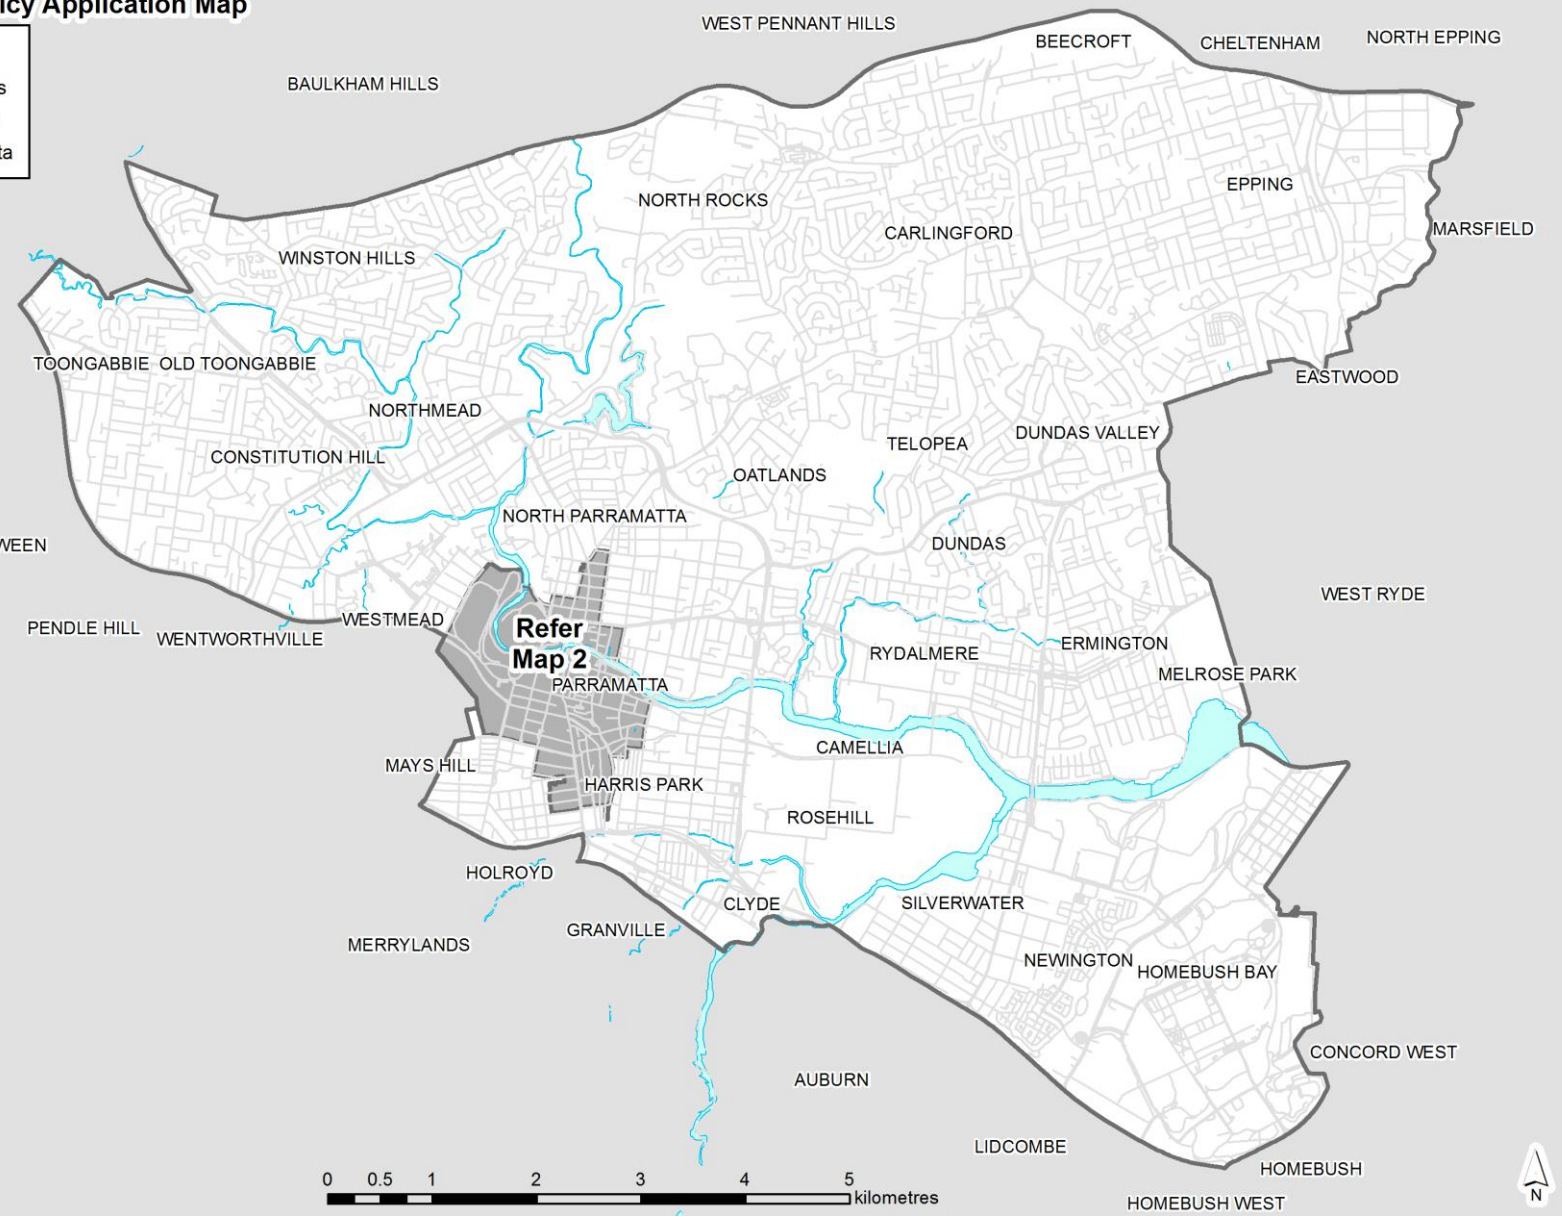 icy Application Map
s
ta
WEST PENNANT HILLS
BEECROFT
CHELTENHAM
NORTH EPPING
BAULKHAM HILLS
NORTH ROCKS
EPPING
CARLINGFORD
MARSFIELD
WINSTON HILLS
TOONGABBIE
OLD TOONGABBIE
EASTWOOD
NORTHMEAD
TELOPEA
DUNDAS VALLEY
CONSTITUTION HILL
OATLANDS
NORTH PARRAMATTA
WEEN
DUNDAS
WEST RYDE
PENDLE HILL
WENTWORTHVILLE
WESTMEAD
Refer
Map 2
RYDALMERE
ERMINGTON
PARRAMATTA
MELROSE PARK
CAMELLIA
MAYS HILL
HARRIS PARK
ROSEHILL
HOLROYD
CLYDE
SILVERWATER
GRANVILLE
MERRYLANDS
NEWINGTON
HOMEBUSH BAY
CONCORD WEST
AUBURN
LIDCOMBE
HOMEBUSH
HOMEBUSH WEST
0 0.5 1 2 3 4 5
kilometres
N